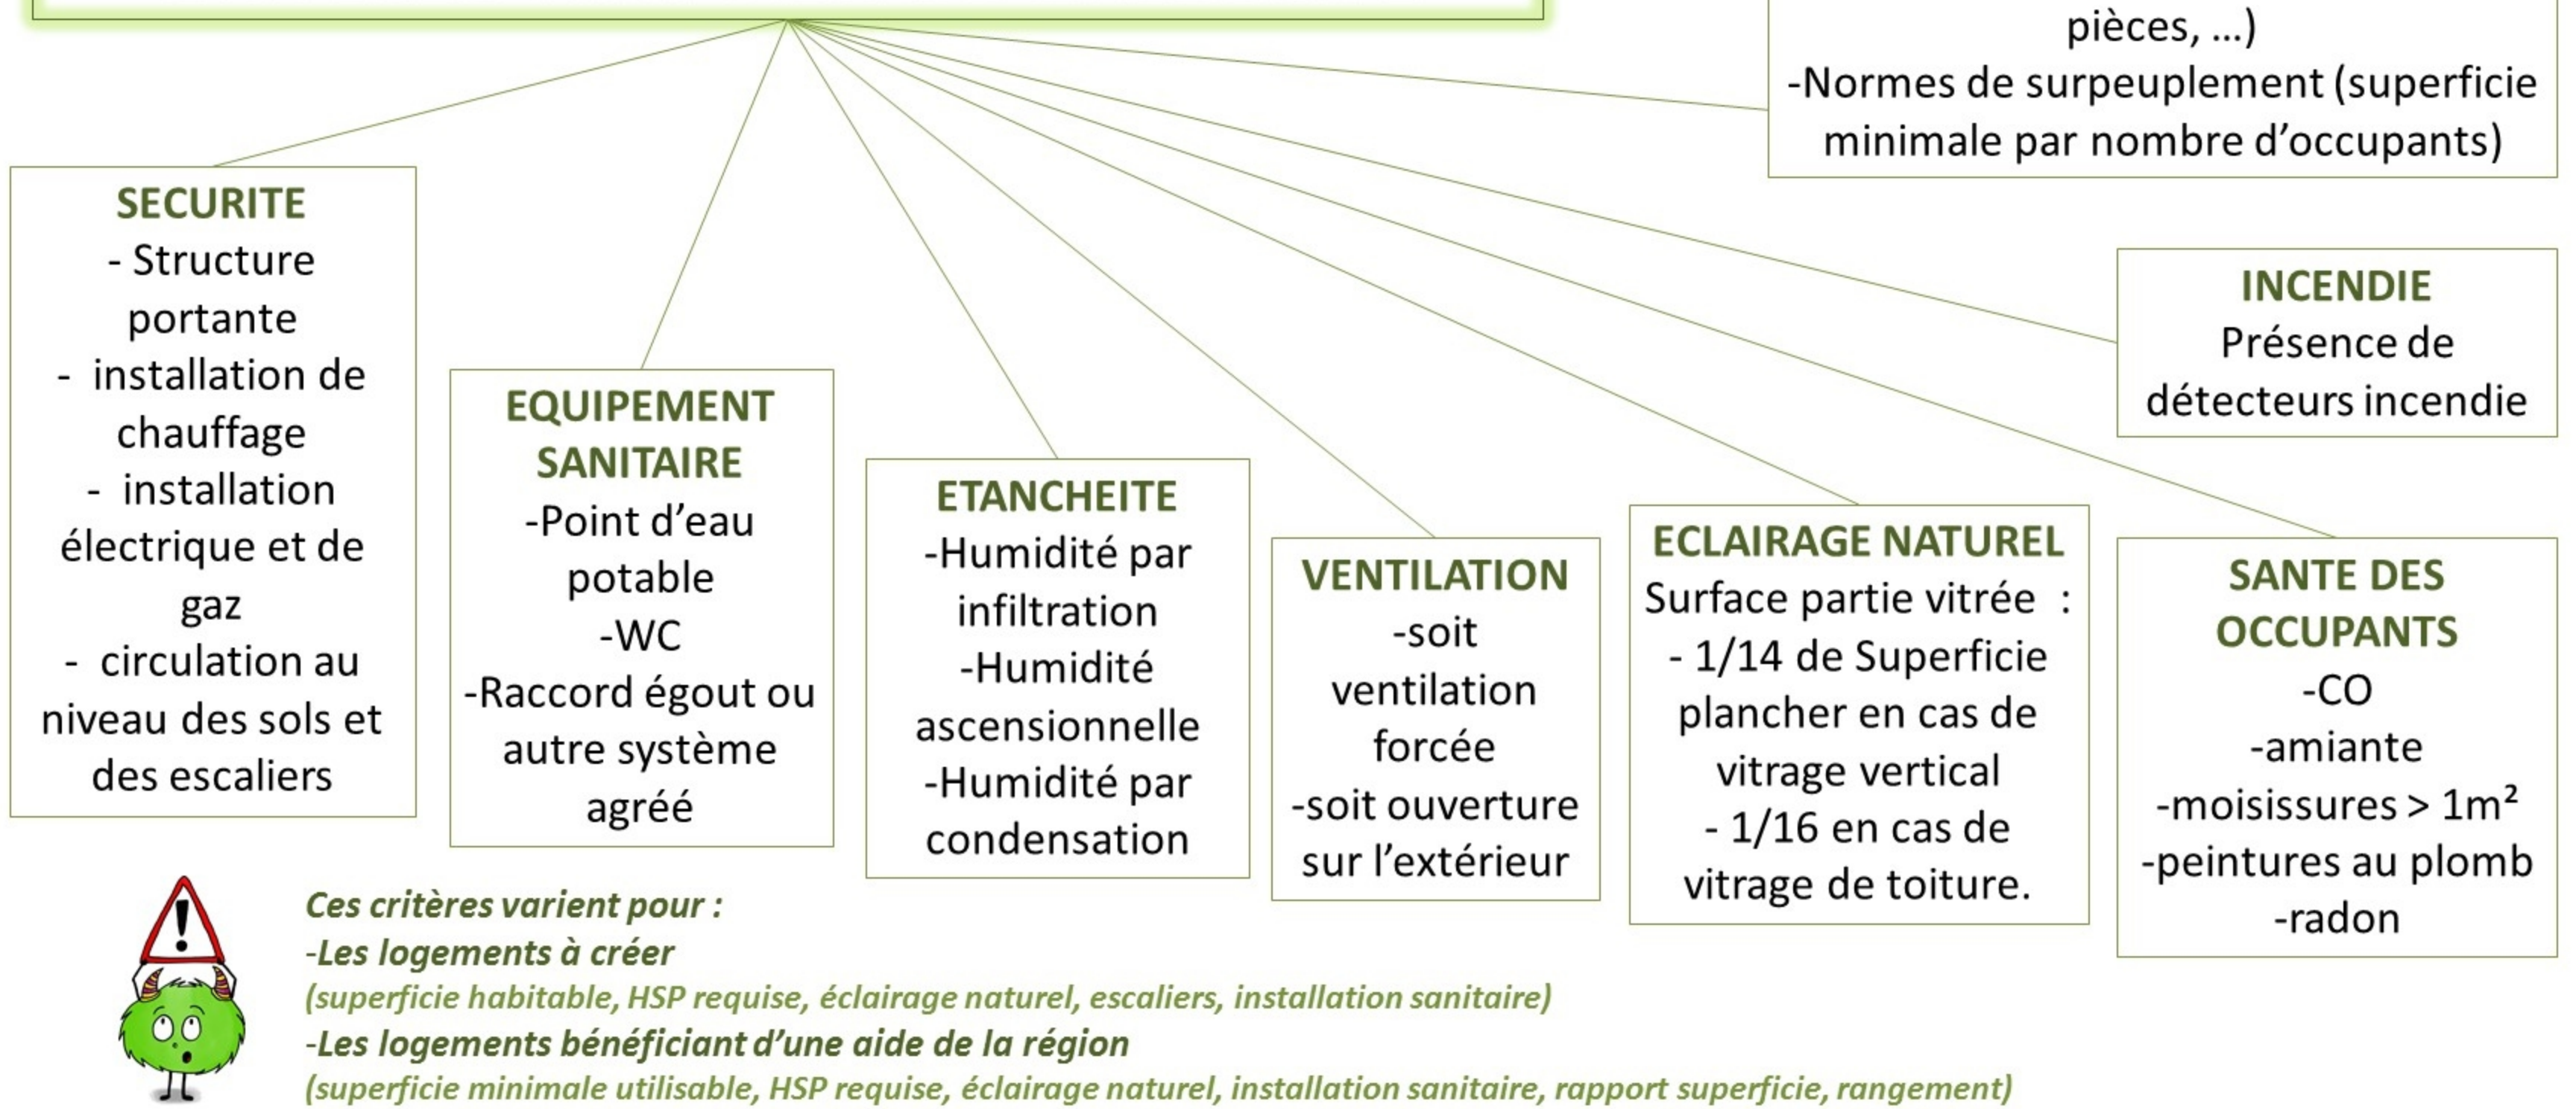 pièces, ...)
-Normes de surpeuplement (superficie
minimale par nombre d'occupants)
SECURITE
- Structure
portante
- installation de
chauffage
- installation
électrique et de
gaz
- circulation au
niveau des sols et
des escaliers
EQUIPEMENT
SANITAIRE
-Point d'eau
potable
-WC
-Raccord égout ou
autre système
agréé
ETANCHEITE
-Humidité par
infiltration
-Humidité
ascensionnelle
-Humidité par
condensation
VENTILATION
-soit
ventilation
forcée
-soit ouverture
sur l'extérieur
ECLAIRAGE NATUREL
Surface partie vitrée :
- 1/14 de Superficie
plancher en cas de
vitrage vertical
- 1/16 en cas de
vitrage de toiture.
INCENDIE
Présence de
détecteurs incendie
SANTE DES
OCCUPANTS
-CO
-amiante
-moisissures > 1m²
-peintures au plomb
-radon
Ces critères varient pour :
-Les logements à créer
(superficie habitable, HSP requise, éclairage naturel, escaliers, installation sanitaire)
-Les logements bénéficiant d'une aide de la région
(superficie minimale utilisable, HSP requise, éclairage naturel, installation sanitaire, rapport superficie, rangement)